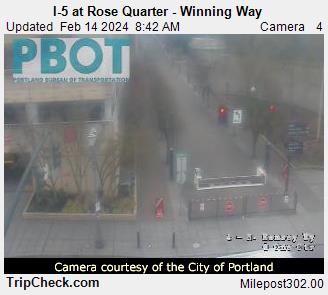 I-5 at Rose Quarter - Winning Way
Updated Feb 14 2024 8:42 AM Camera 4
PBOT
PORTLAND BUREAU OF TRANSPORTATION
Camera courtesy of the City of Portland
TripCheck.com Milepost302.00